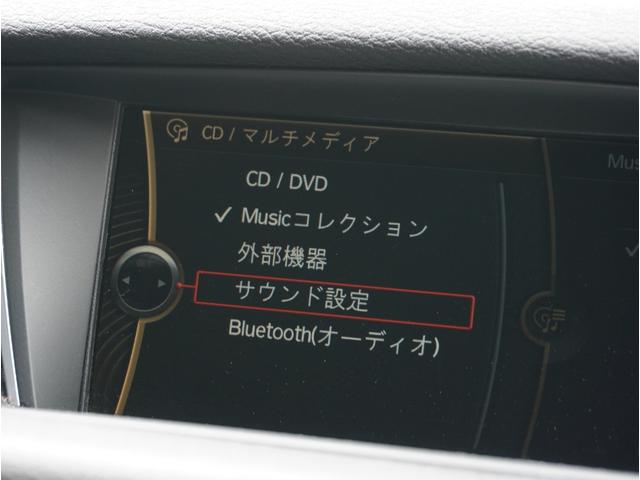 CD / マルチメディア
CD / DVD
✓ Musicコレクション
外部機器
サウンド設定
Bluetooth(オーディオ)
Mus